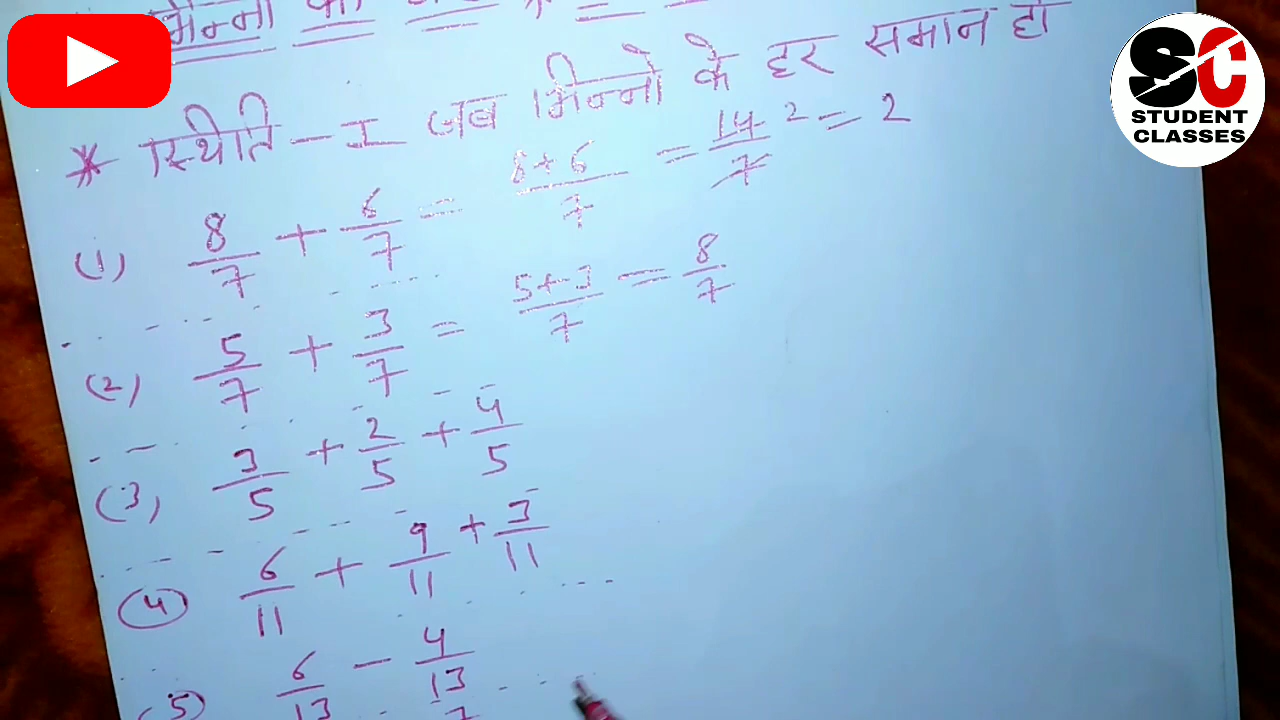 भिन्नों का
* स्थिति - I जब भिन्नो के हर समान हो
(1) 8/7 + 6/7 = 8+6/7 = 14/7 2 = 2
(2) 5/7 + 3/7 = 5+3/7 = 8/7
(3) 3/5 + 2/5 + 4/5
(4) 6/11 + 9/11 + 3/11
(5) 6/13 - 4/13
7
SC
STUDENT
CLASSES